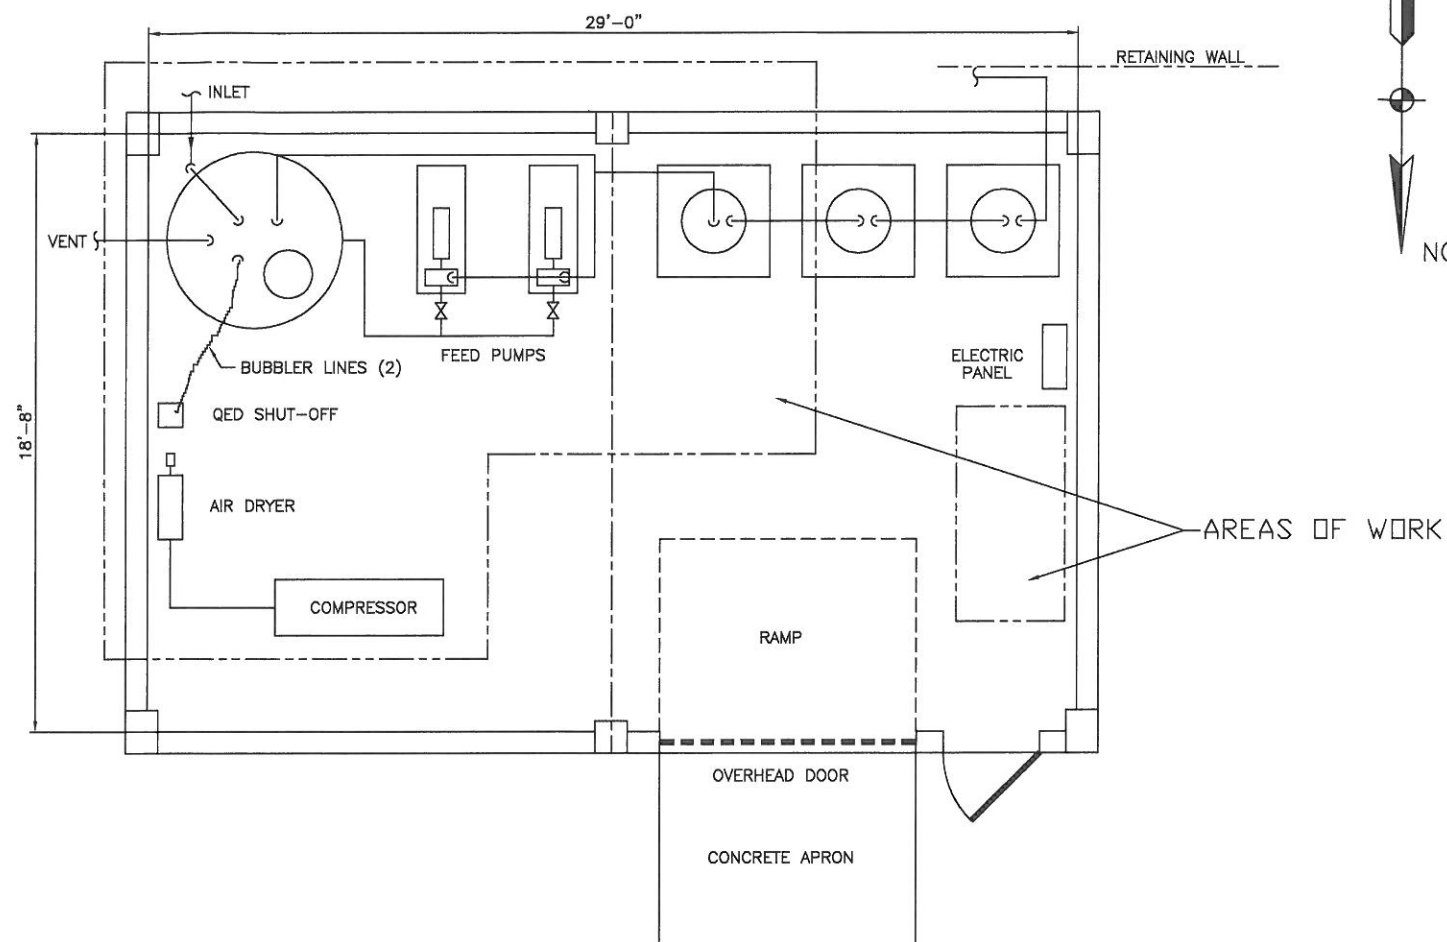 29'-0"
RETAINING WALL
INLET
VENT
NO
FEED PUMPS
ELECTRIC
PANEL
BUBBLER LINES (2)
QED SHUT-OFF
18'-8"
AIR DRYER
AREAS OF WORK
COMPRESSOR
RAMP
OVERHEAD DOOR
CONCRETE APRON